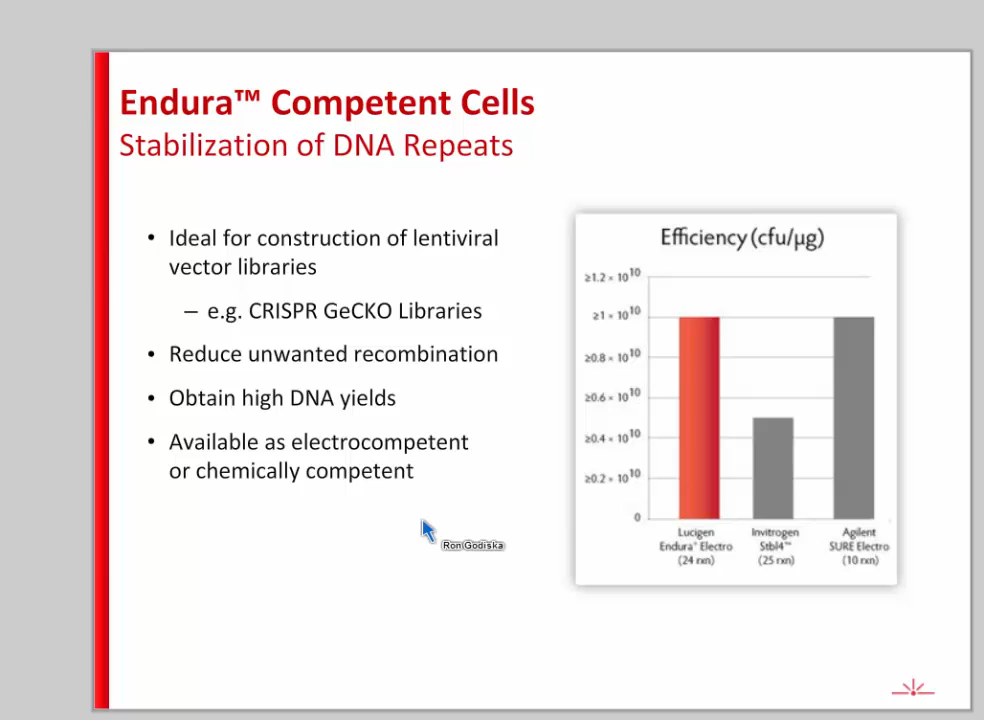 Endura™ Competent Cells
Stabilization of DNA Repeats
• Ideal for construction of lentiviral
vector libraries
– e.g. CRISPR GeCKO Libraries
• Reduce unwanted recombination
• Obtain high DNA yields
• Available as electrocompetent
or chemically competent
Ron Godiska
Efficiency (cfu/µg)
≥1.2 × 10¹⁰
≥1 × 10¹⁰
≥0.8 × 10¹⁰
≥0.6 × 10¹⁰
≥0.4 × 10¹⁰
≥0.2 × 10¹⁰
0
Lucigen Invitrogen Agilent
Endura™ Electro Stbl4™ SURE Electro
(24 rxn) (25 rxn) (10 rxn)